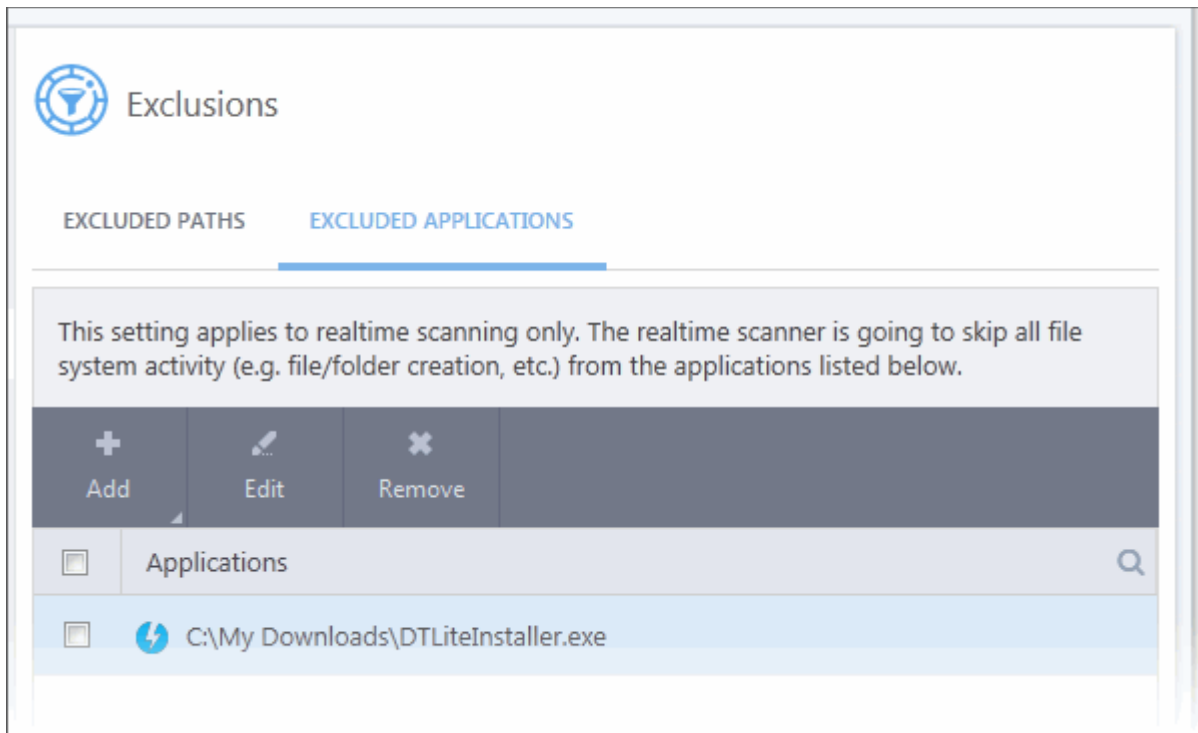 Exclusions
EXCLUDED PATHS EXCLUDED APPLICATIONS
This setting applies to realtime scanning only. The realtime scanner is going to skip all file
system activity (e.g. file/folder creation, etc.) from the applications listed below.
Add Edit Remove
Applications
C:\My Downloads\DTLiteInstaller.exe